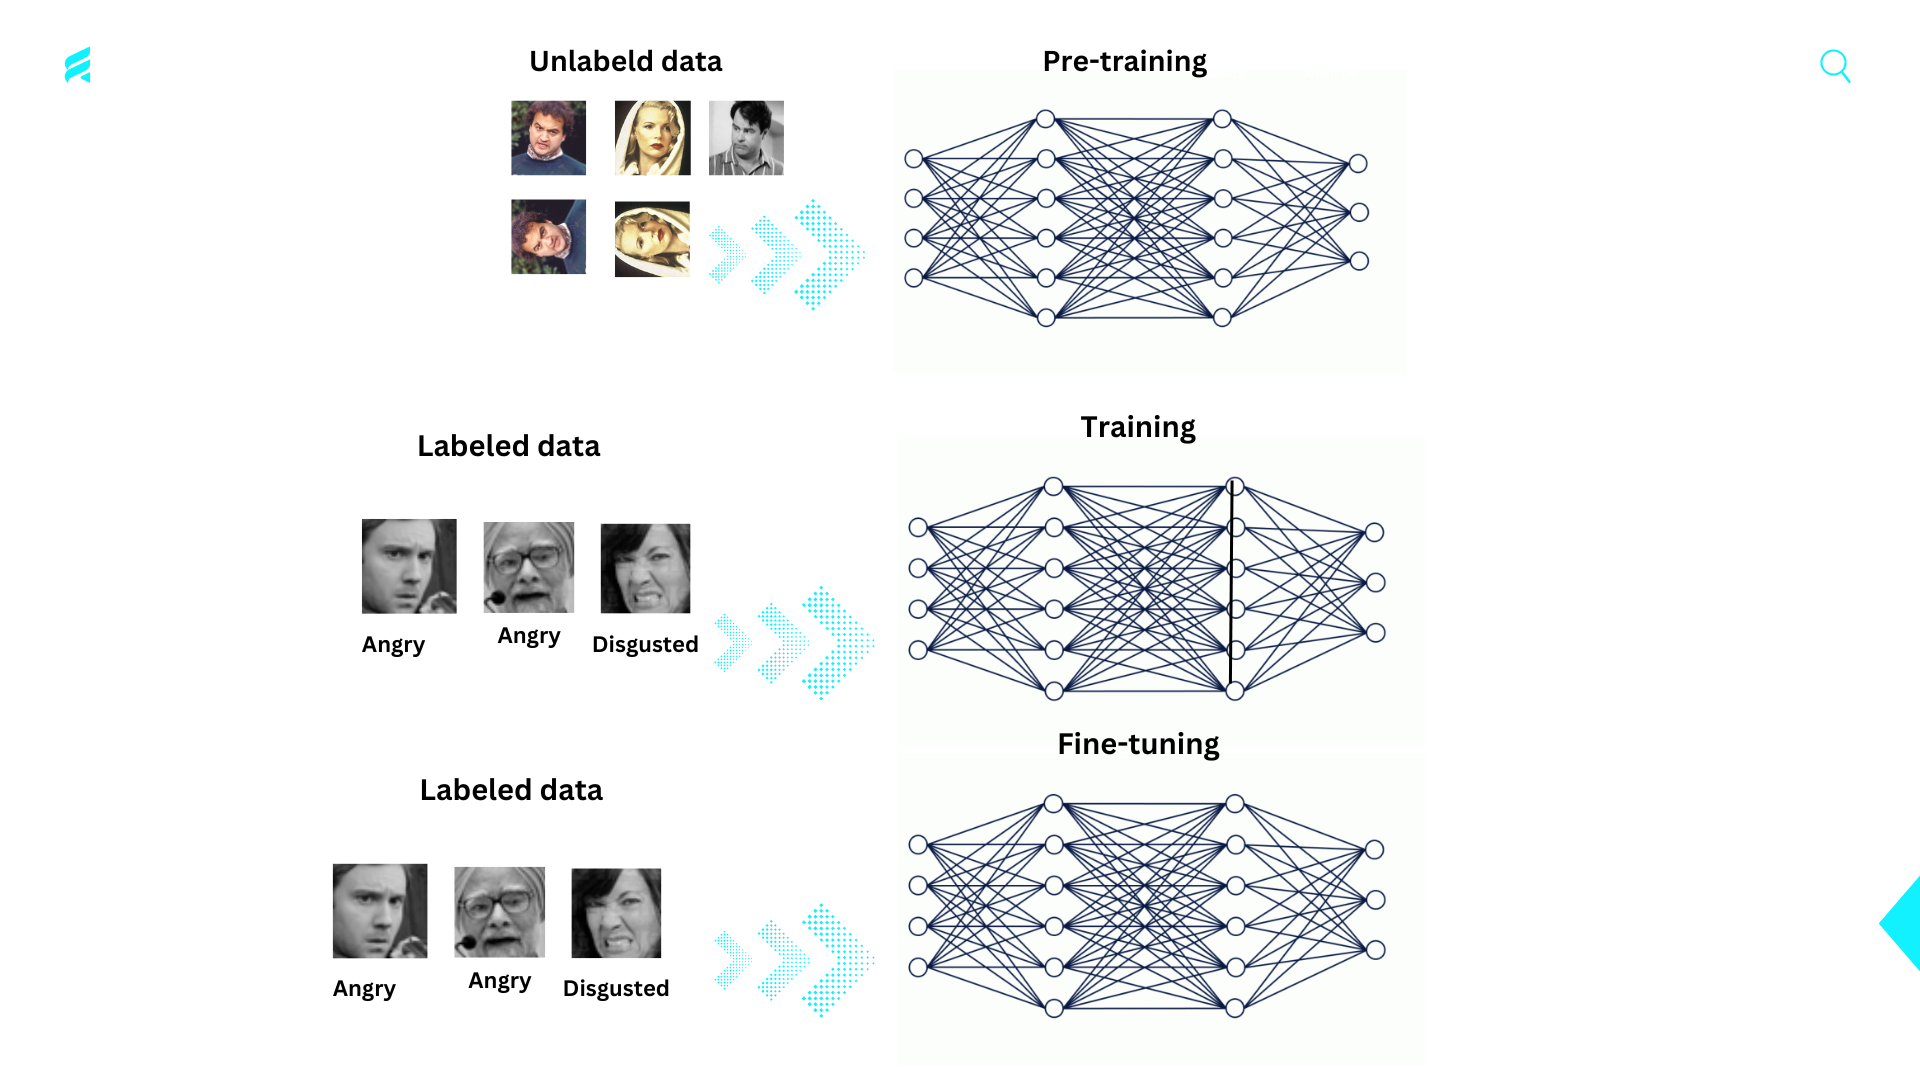 Unlabeld data
Pre-training
Labeled data
Training
Angry
Angry
Disgusted
Fine-tuning
Labeled data
Angry
Angry
Disgusted